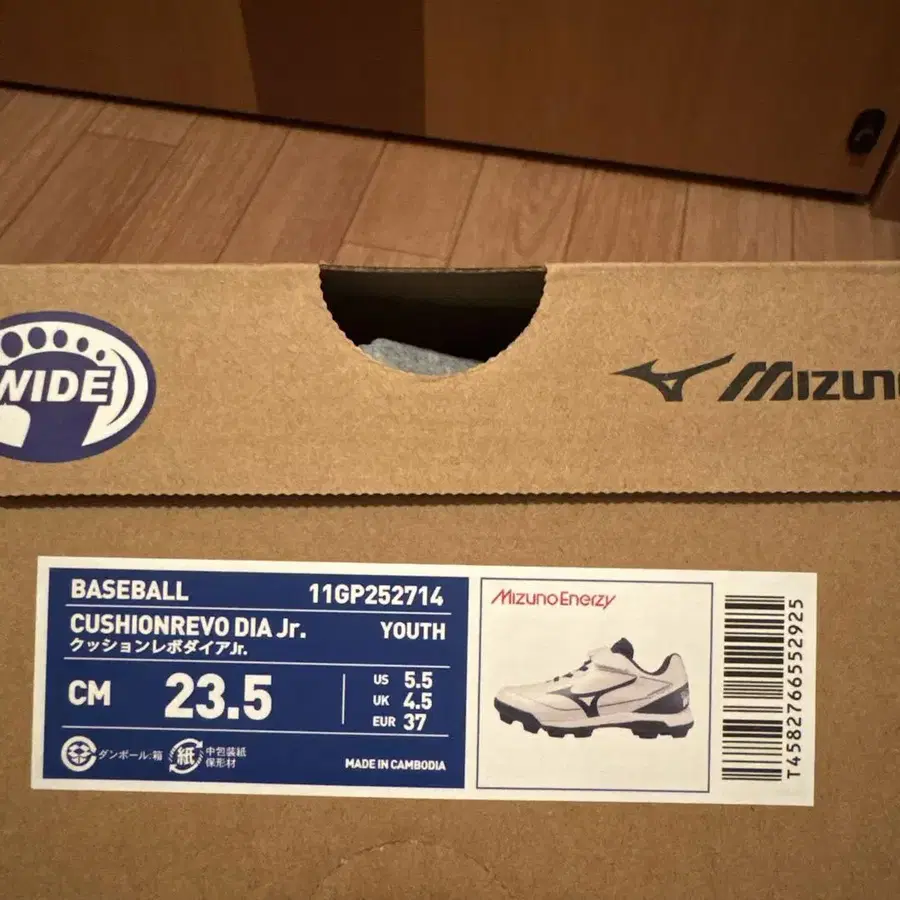 WIDE
MIZUNO
BASEBALL 11GP252714
CUSHIONREVO DIA Jr. YOUTH
クッションレボダイアJr.
CM 23.5
US 5.5
UK 4.5
EUR 37
ダンボール:箱
紙
中包装紙
保形材
MADE IN CAMBODIA
MizunoEnerzy
T4582766552925